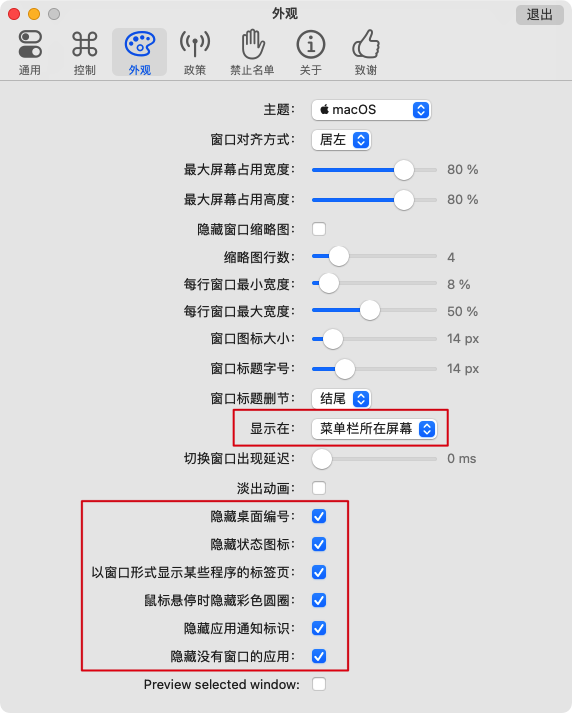 外观
退出
通用 控制 外观 政策 禁止名单 关于 致谢
主题： macOS
窗口对齐方式： 居左
最大屏幕占用宽度： 80 %
最大屏幕占用高度： 80 %
隐藏窗口缩略图：
缩略图行数： 4
每行窗口最小宽度： 8 %
每行窗口最大宽度： 50 %
窗口图标大小： 14 px
窗口标题字号： 14 px
窗口标题删节： 结尾
显示在： 菜单栏所在屏幕
切换窗口出现延迟： 0 ms
淡出动画：
隐藏桌面编号：
隐藏状态图标：
以窗口形式显示某些程序的标签页：
鼠标悬停时隐藏彩色圆圈：
隐藏应用通知标识：
隐藏没有窗口的应用：
Preview selected window: